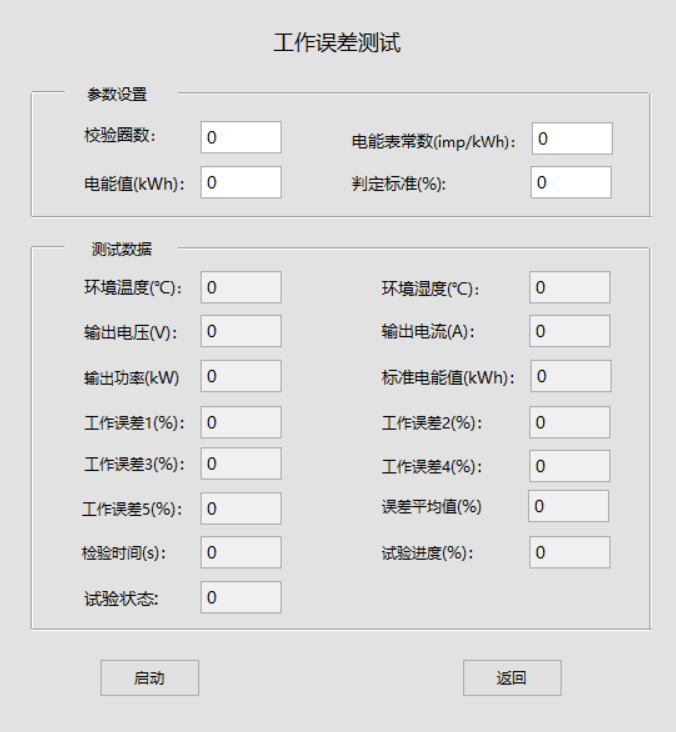 工作误差测试
参数设置
校验圈数： 0 电能表常数(imp/kWh)： 0
电能值(kWh)： 0 判定标准(%): 0
测试数据
环境温度(℃)： 0 环境湿度(℃)： 0
输出电压(V)： 0 输出电流(A)： 0
输出功率(kW) 0 标准电能值(kWh)： 0
工作误差1(%)： 0 工作误差2(%)： 0
工作误差3(%)： 0 工作误差4(%)： 0
工作误差5(%)： 0 误差平均值(%) 0
检验时间(s)： 0 试验进度(%)： 0
试验状态: 0
启动 返回